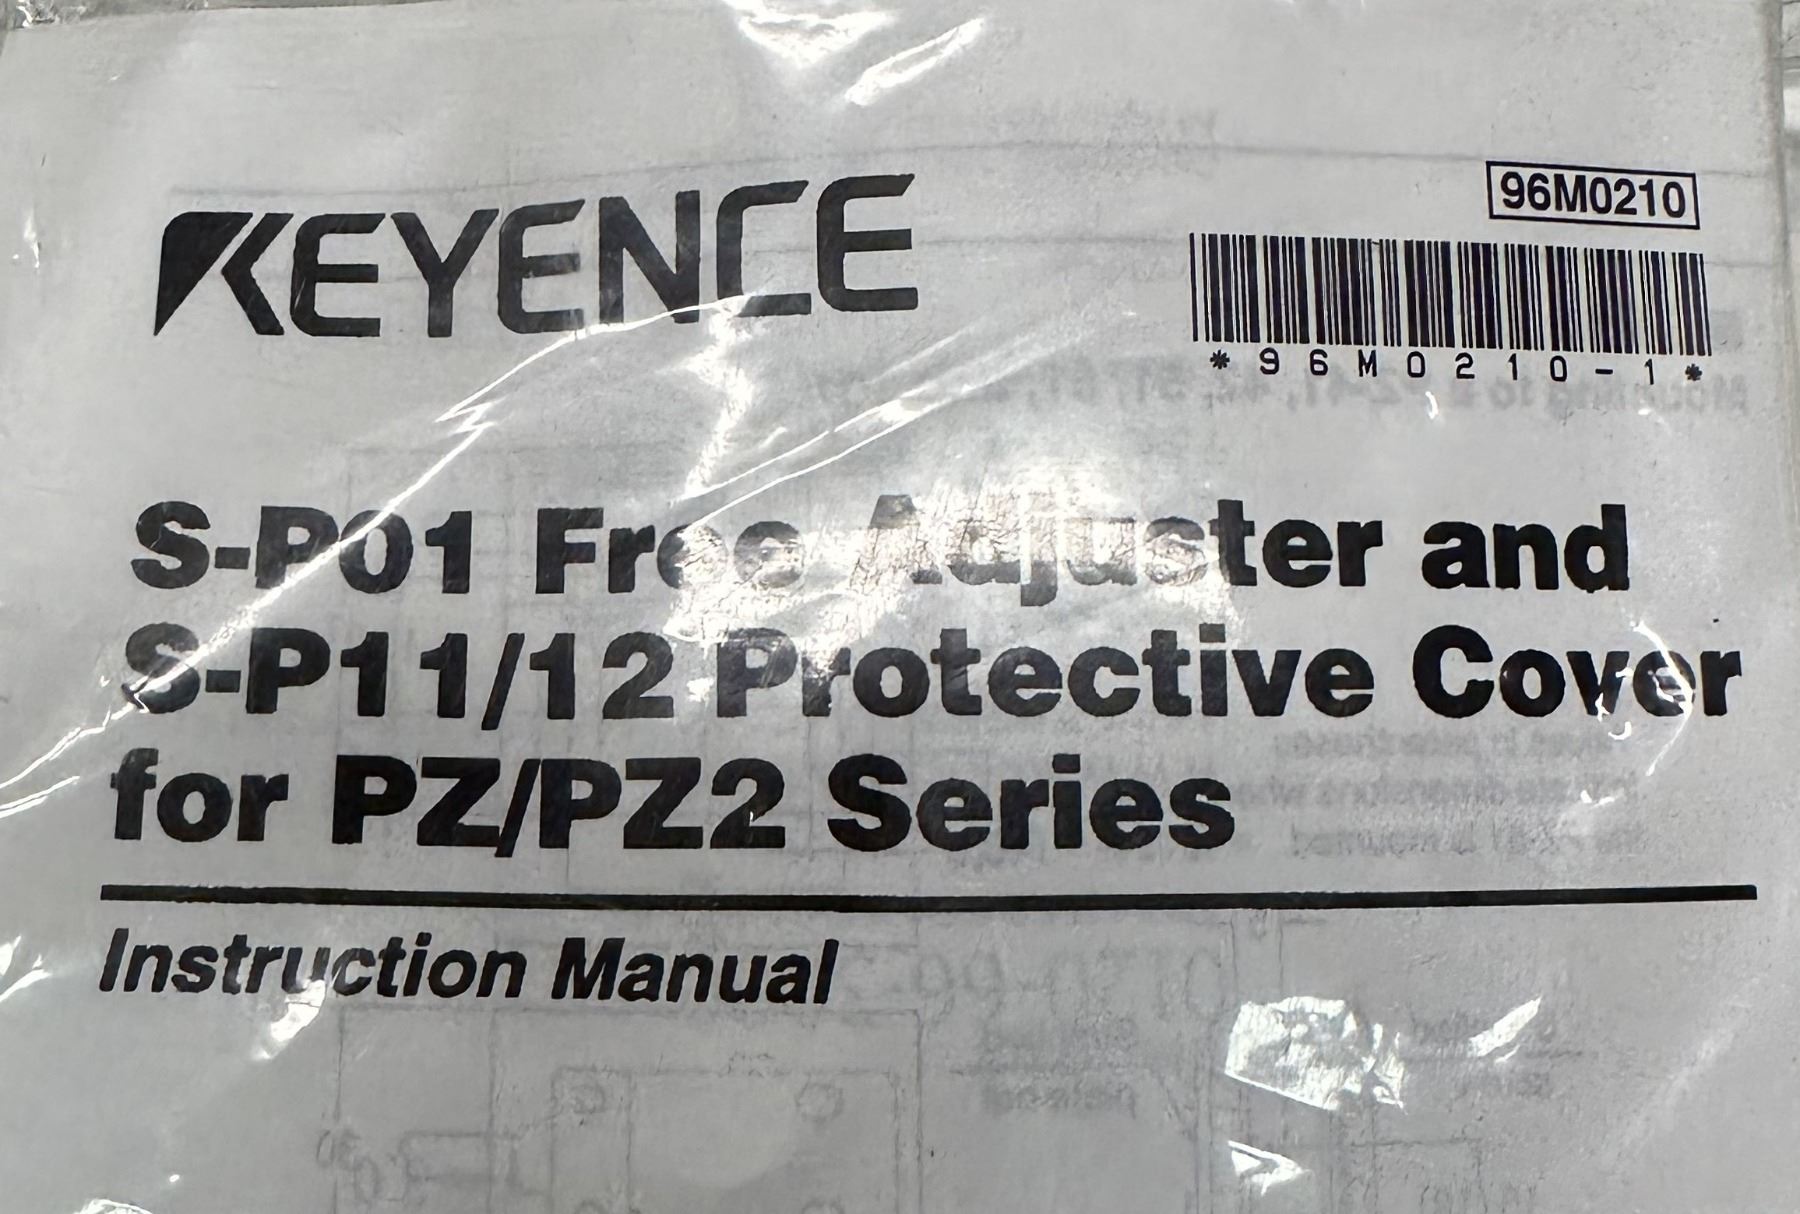 KEYENCE
96M0210
*96M0210-1*
S-P01 Free Adjuster and
S-P11/12 Protective Cover
for PZ/PZ2 Series
Instruction Manual